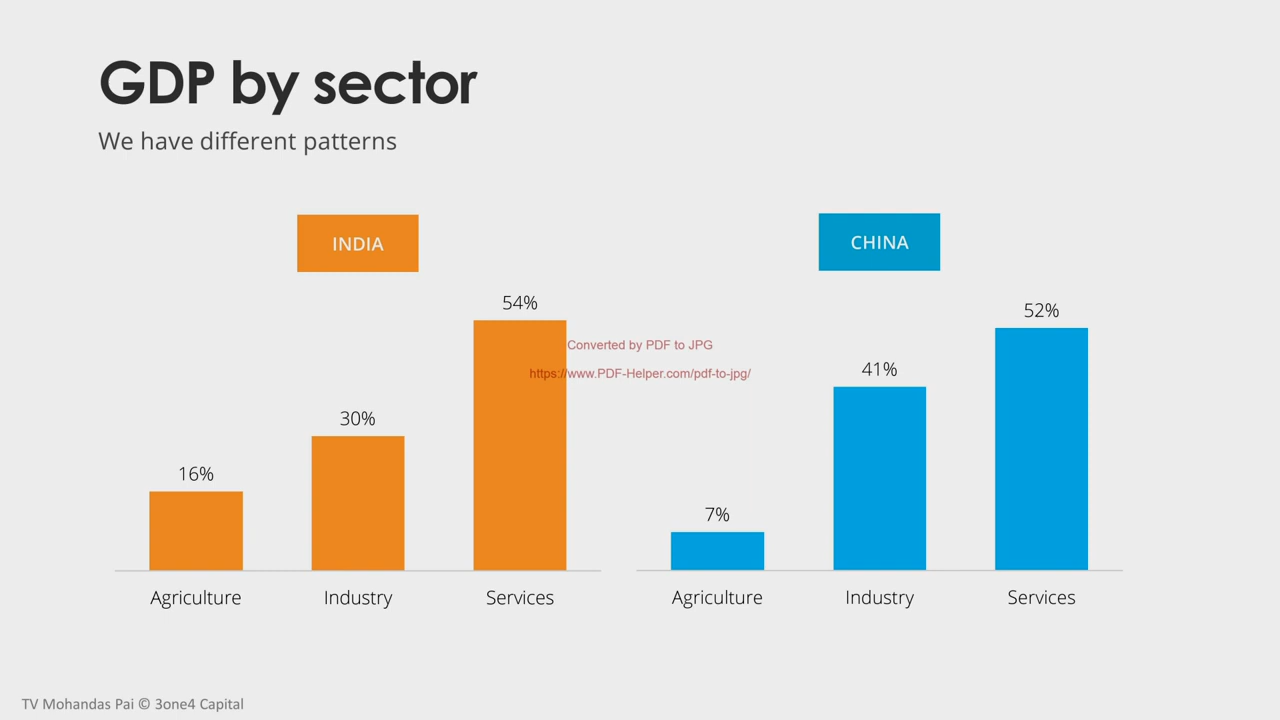 GDP by sector
We have different patterns
INDIA
54%
30%
16%
Agriculture
Industry
Services
CHINA
52%
41%
7%
Agriculture
Industry
Services
Converted by PDF to JPG
https://www.PDF-Helper.com/pdf-to-jpg/
TV Mohandas Pai © 3one4 Capital